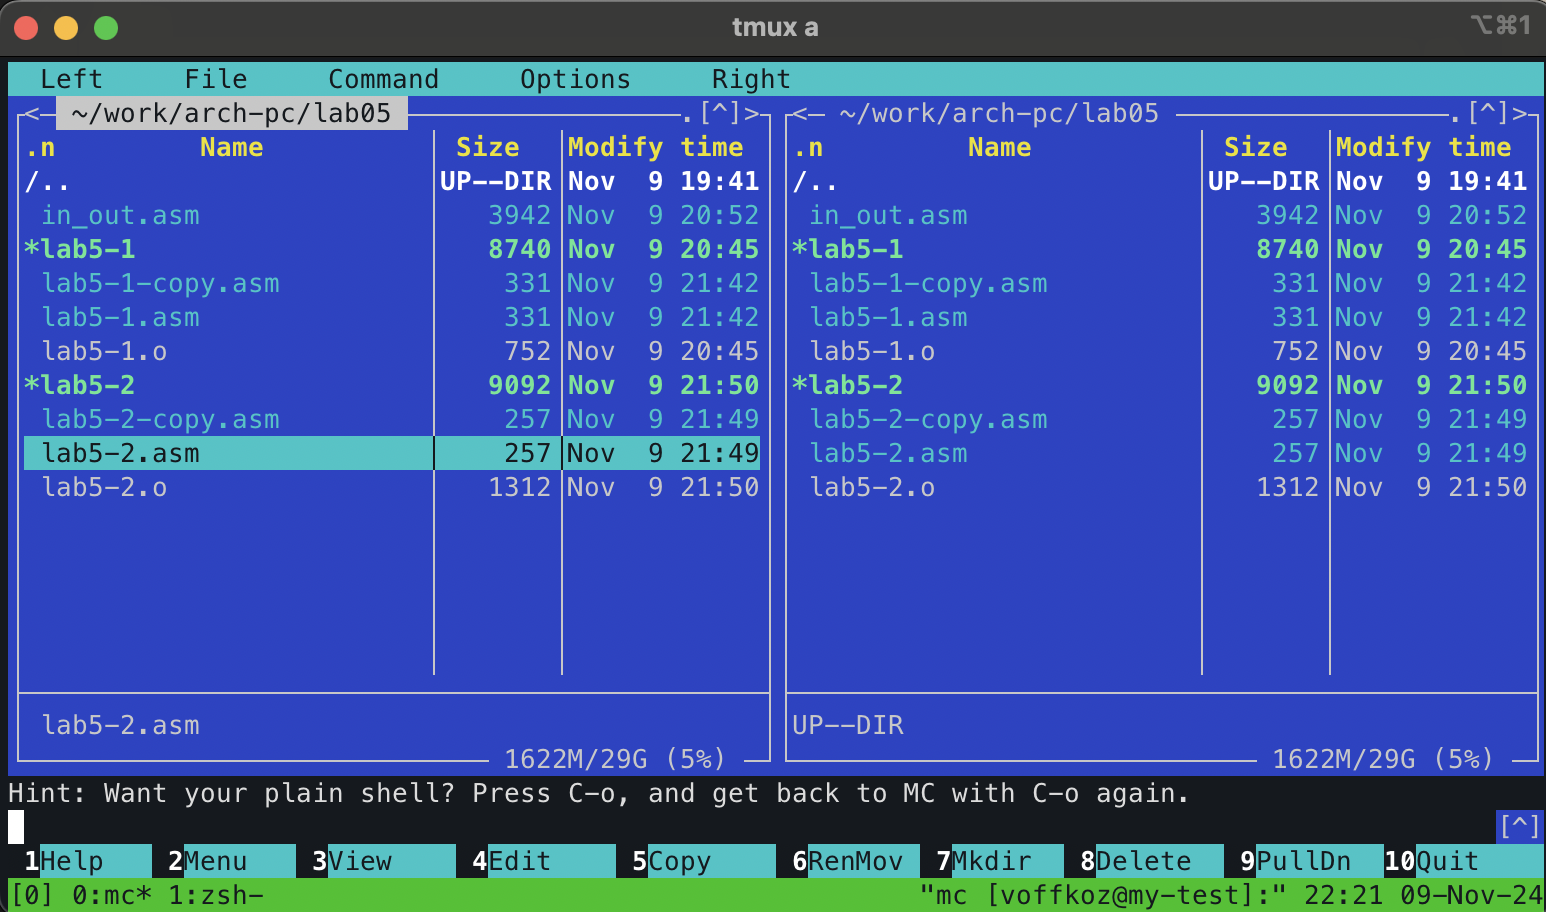 tmux a ⌥⌘1
Left File Command Options Right
<— ~/work/arch-pc/lab05 .[^]> <— ~/work/arch-pc/lab05 .[^]>
.n Name Size Modify time .n Name Size Modify time
/.. UP--DIR Nov 9 19:41 /.. UP--DIR Nov 9 19:41
in_out.asm 3942 Nov 9 20:52 in_out.asm 3942 Nov 9 20:52
*lab5-1 8740 Nov 9 20:45 *lab5-1 8740 Nov 9 20:45
lab5-1-copy.asm 331 Nov 9 21:42 lab5-1-copy.asm 331 Nov 9 21:42
lab5-1.asm 331 Nov 9 21:42 lab5-1.asm 331 Nov 9 21:42
lab5-1.o 752 Nov 9 20:45 lab5-1.o 752 Nov 9 20:45
*lab5-2 9092 Nov 9 21:50 *lab5-2 9092 Nov 9 21:50
lab5-2-copy.asm 257 Nov 9 21:49 lab5-2-copy.asm 257 Nov 9 21:49
lab5-2.asm 257 Nov 9 21:49 lab5-2.asm 257 Nov 9 21:49
lab5-2.o 1312 Nov 9 21:50 lab5-2.o 1312 Nov 9 21:50
lab5-2.asm UP--DIR
1622M/29G (5%) 1622M/29G (5%)
Hint: Want your plain shell? Press C-o, and get back to MC with C-o again.
[^]
1Help 2Menu 3View 4Edit 5Copy 6RenMov 7Mkdir 8Delete 9PullDn 10Quit
[0] 0:mc* 1:zsh- "mc [voffkoz@my-test]:" 22:21 09-Nov-24